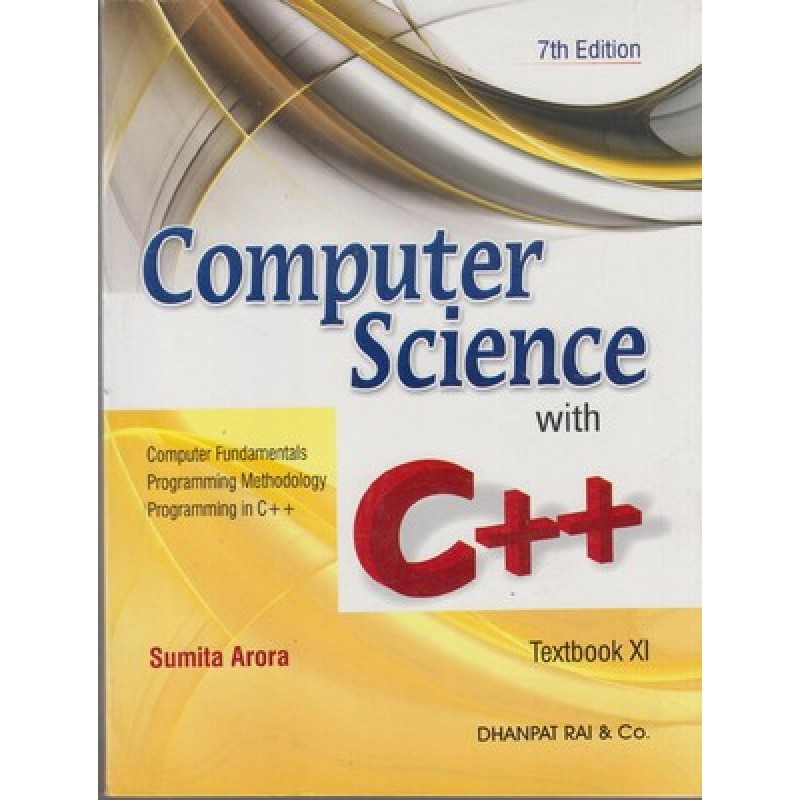 7th Edition
Computer
Science
with
C++
Computer Fundamentals
Programming Methodology
Programming in C++
Sumita Arora
Textbook XI
DHANPAT RAI & Co.